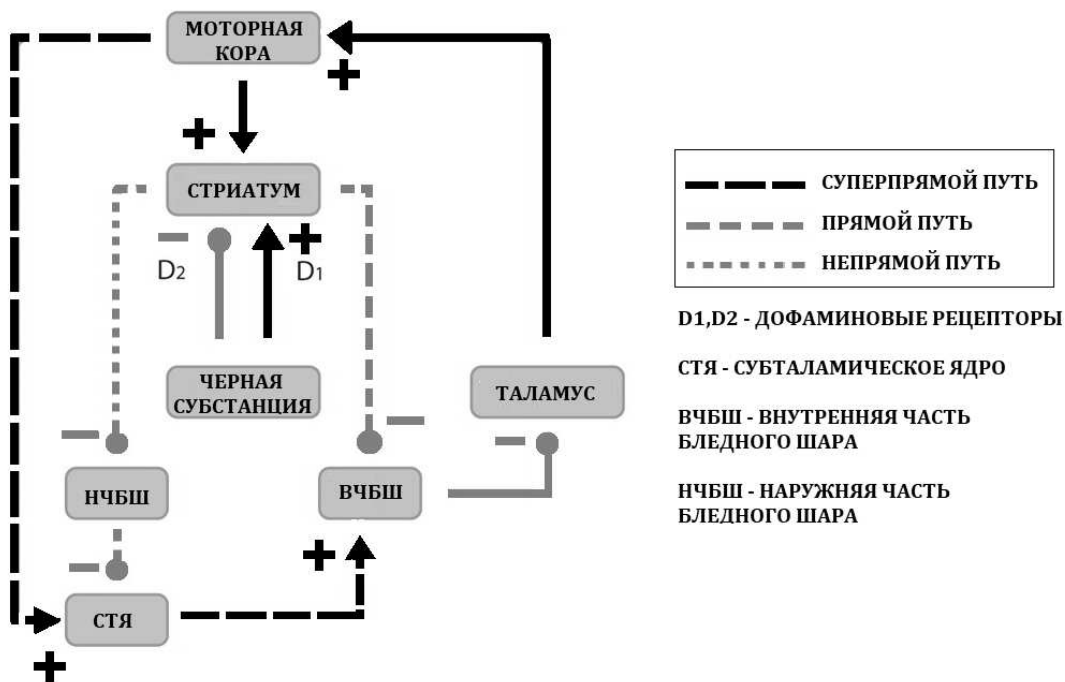 МОТОРНАЯ
КОРА
+
+
СТРИАТУМ
D2
+
D1
ЧЕРНАЯ
СУБСТАНЦИЯ
ТАЛАМУС
НЧБШ
ВЧБШ
+
СТЯ
+
СУПЕРПРЯМОЙ ПУТЬ
ПРЯМОЙ ПУТЬ
НЕПРЯМОЙ ПУТЬ
D1,D2 - ДОФАМИНОВЫЕ РЕЦЕПТОРЫ
СТЯ - СУБТАЛАМИЧЕСКОЕ ЯДРО
ВЧБШ - ВНУТРЕННЯЯ ЧАСТЬ
БЛЕДНОГО ШАРА
НЧБШ - НАРУЖНЯЯ ЧАСТЬ
БЛЕДНОГО ШАРА